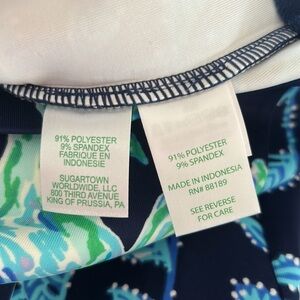 91% POLYESTER
9% SPANDEX
FABRIQUE EN
INDONESIE
SUGARTOWN
WORLDWIDE, LLC
800 THIRD AVENUE
KING OF PRUSSIA, PA
91% POLYESTER
9% SPANDEX
MADE IN INDONESIA
RN# 88189
SEE REVERSE
FOR CARE